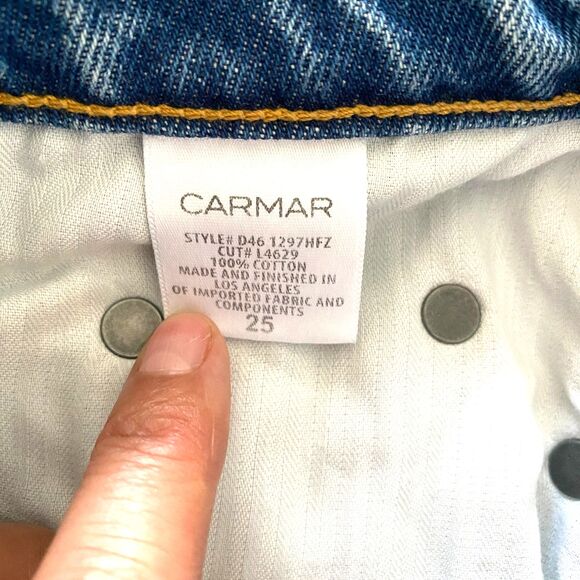 CARMAR
STYLE# D46 1297HFZ
CUT# L4629
100% COTTON
MADE AND FINISHED IN
LOS ANGELES
OF IMPORTED FABRIC AND
COMPONENTS
25